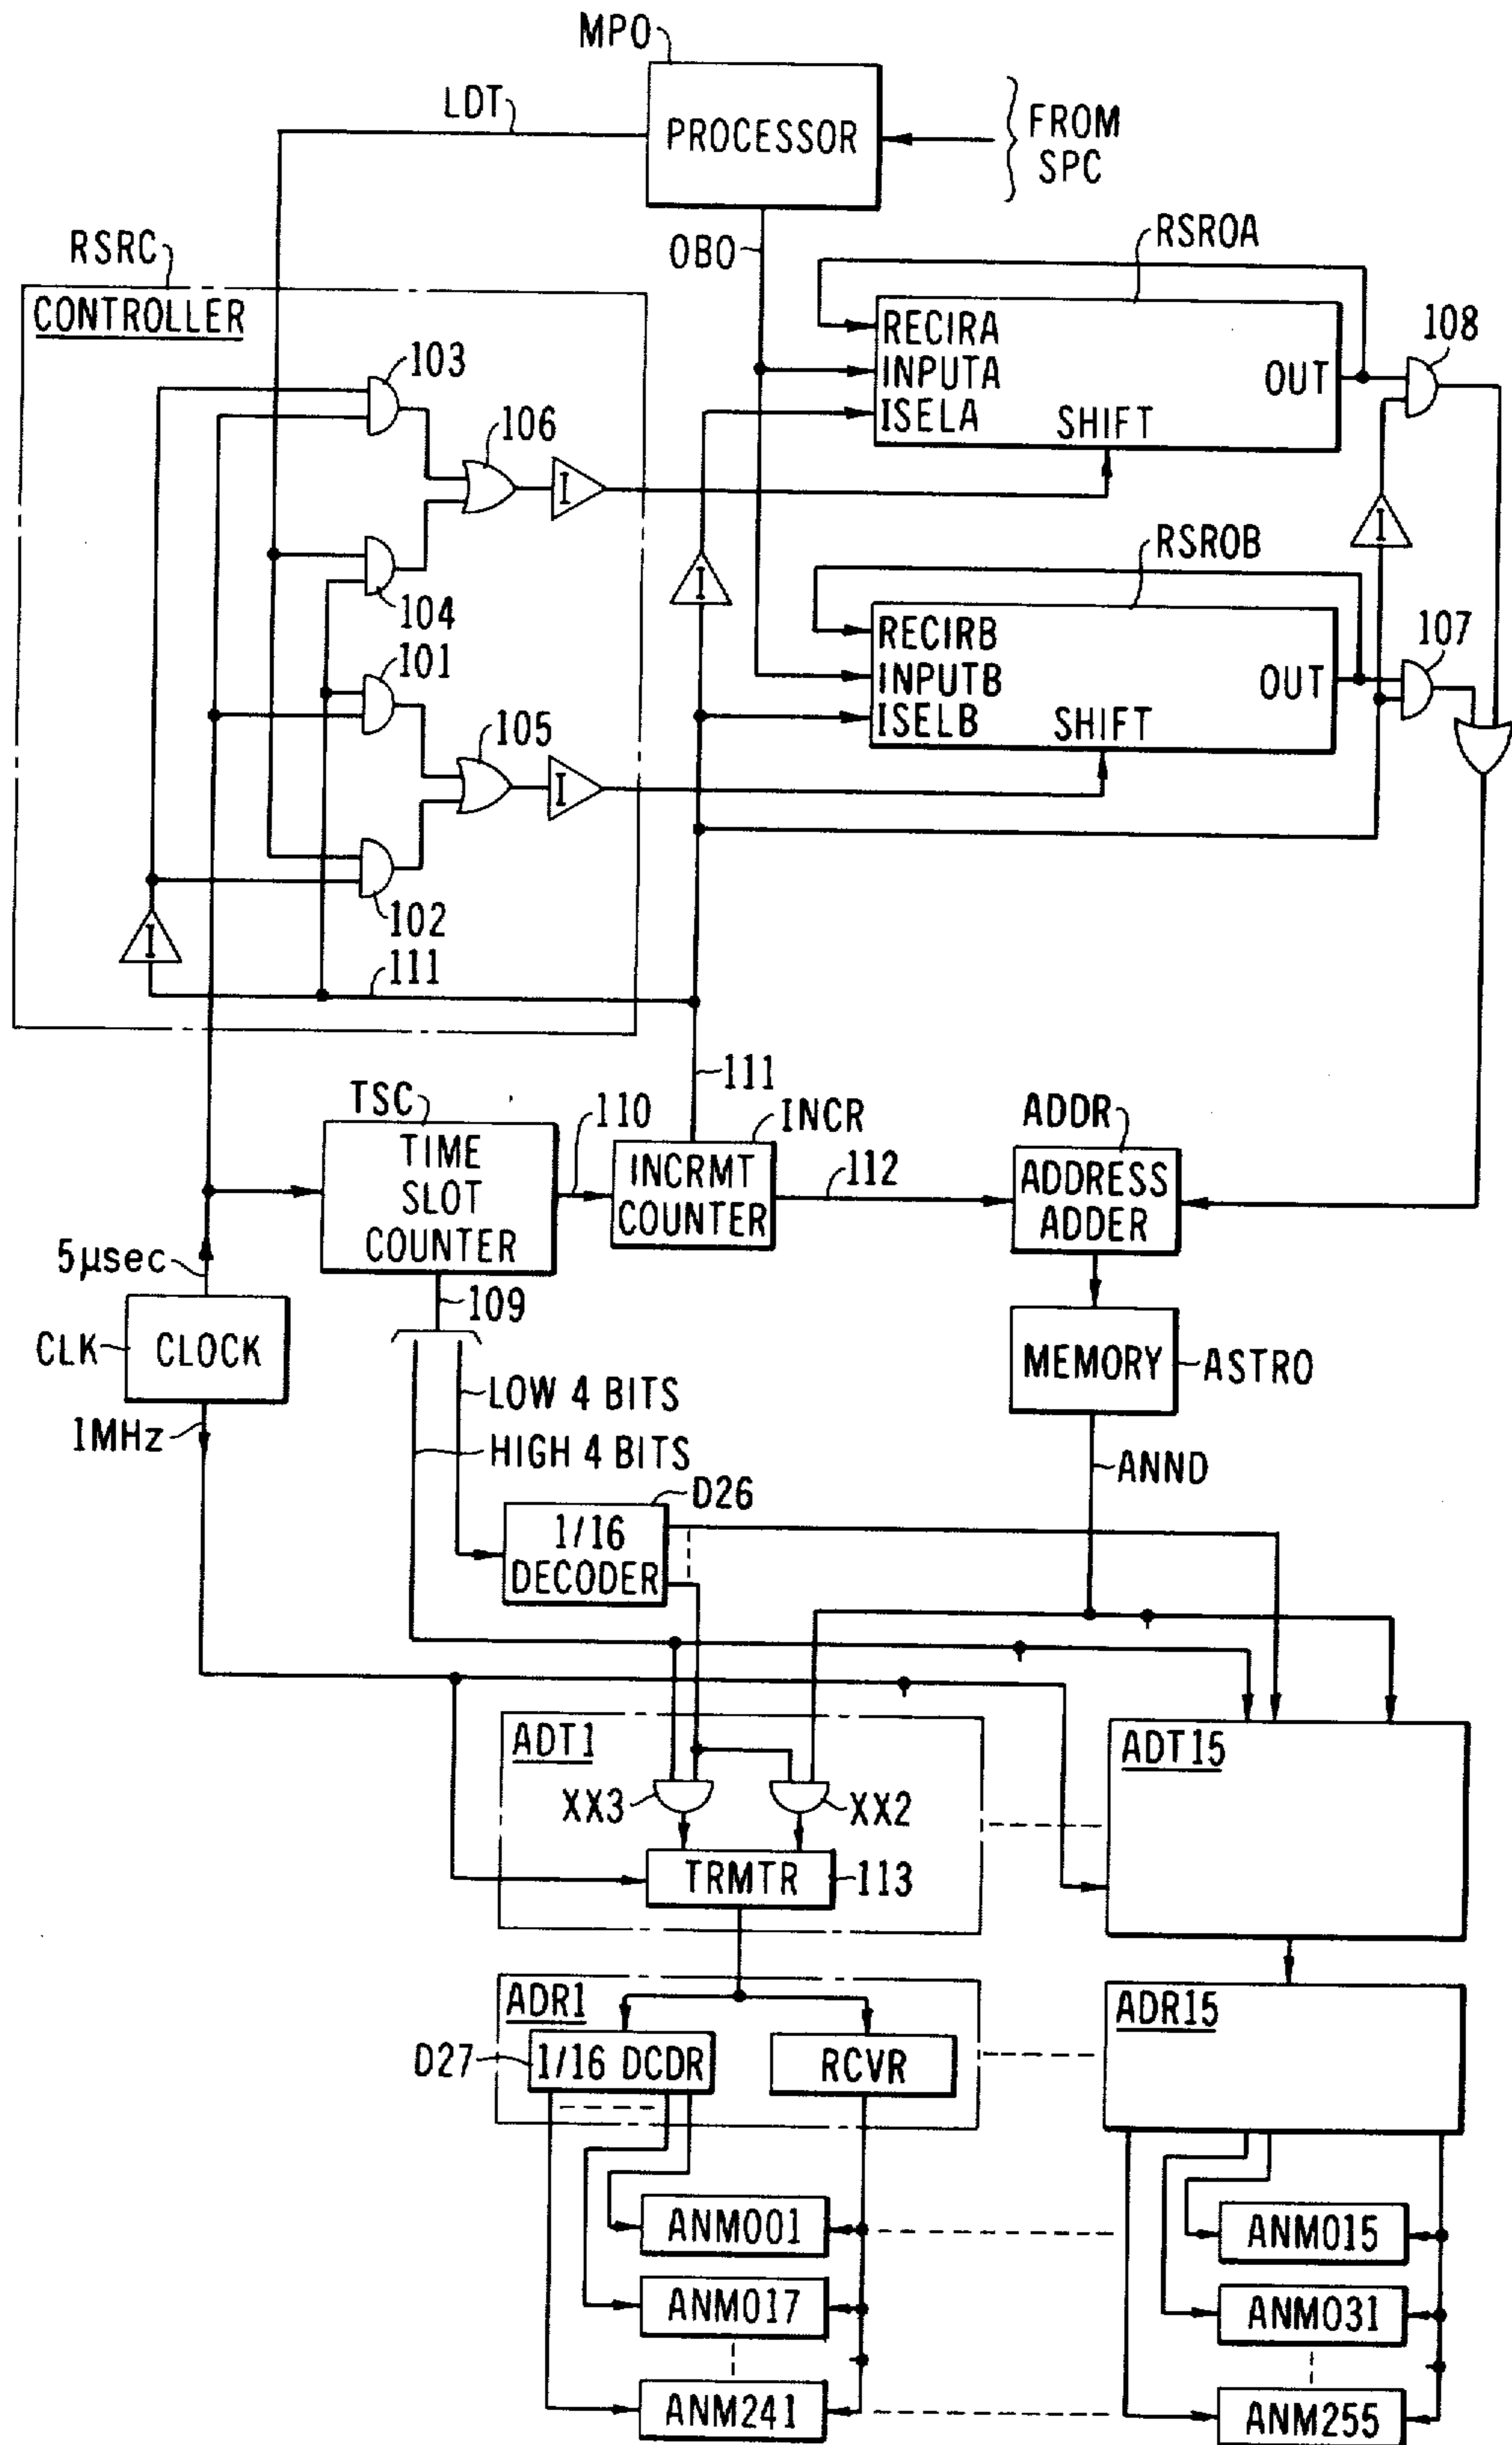 MPO
LDT
PROCESSOR
FROM
SPC
RSRC
OBO
RSROA
CONTROLLER
RECIRA
INPUTA
ISELA
OUT
SHIFT
108
103
106
I
I
104
I
RSROB
101
RECIRB
INPUTB
ISELB
OUT
SHIFT
107
105
I
102
I
111
111
TSC
TIME
SLOT
COUNTER
110
INCR
INCRMT
COUNTER
112
ADDR
ADDRESS
ADDER
5µsec
109
CLK
CLOCK
MEMORY
ASTRO
LOW 4 BITS
1MHz
HIGH 4 BITS
ANND
D26
1/16
DECODER
ADT1
ADT15
XX3
XX2
TRMTR
113
ADR1
ADR15
D27
1/16 DCDR
RCVR
ANM001
ANM015
ANM017
ANM031
ANM241
ANM255